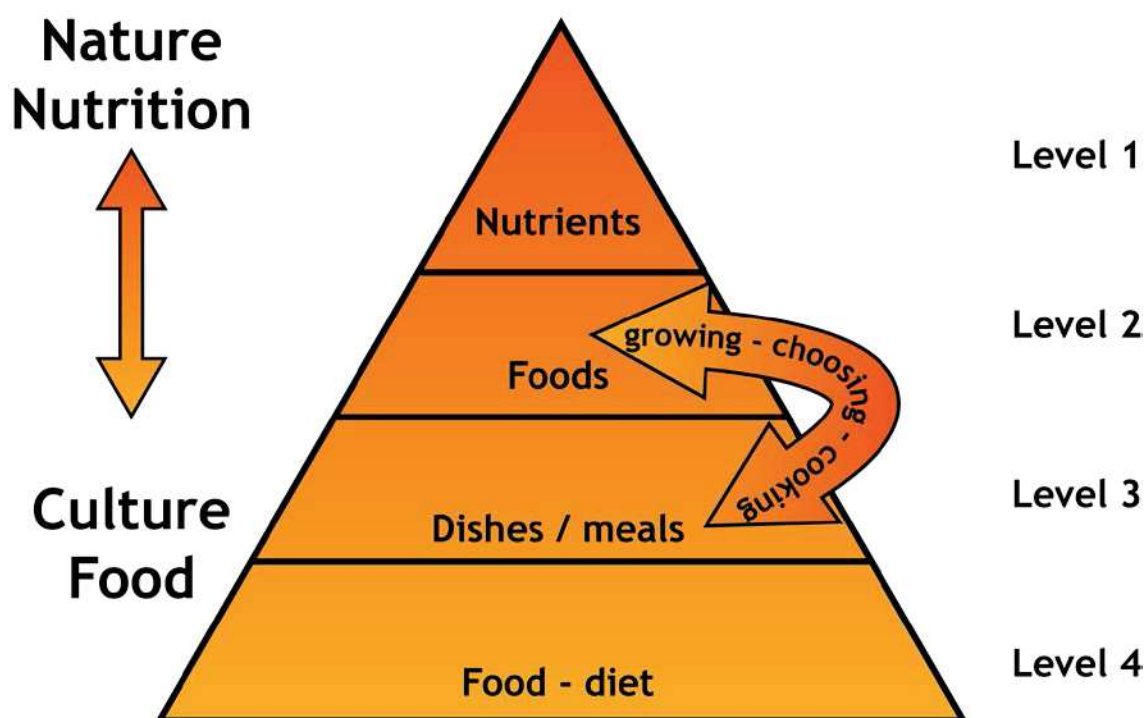 Nature
Nutrition
Level 1
Nutrients
Level 2
growing - choosing - cooking
Foods
Culture
Food
Level 3
Dishes / meals
Level 4
Food - diet